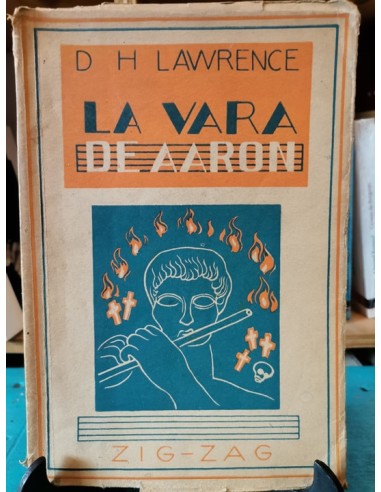 D H LAWRENCE
LA VARA
DE AARON
ZIG-ZAG